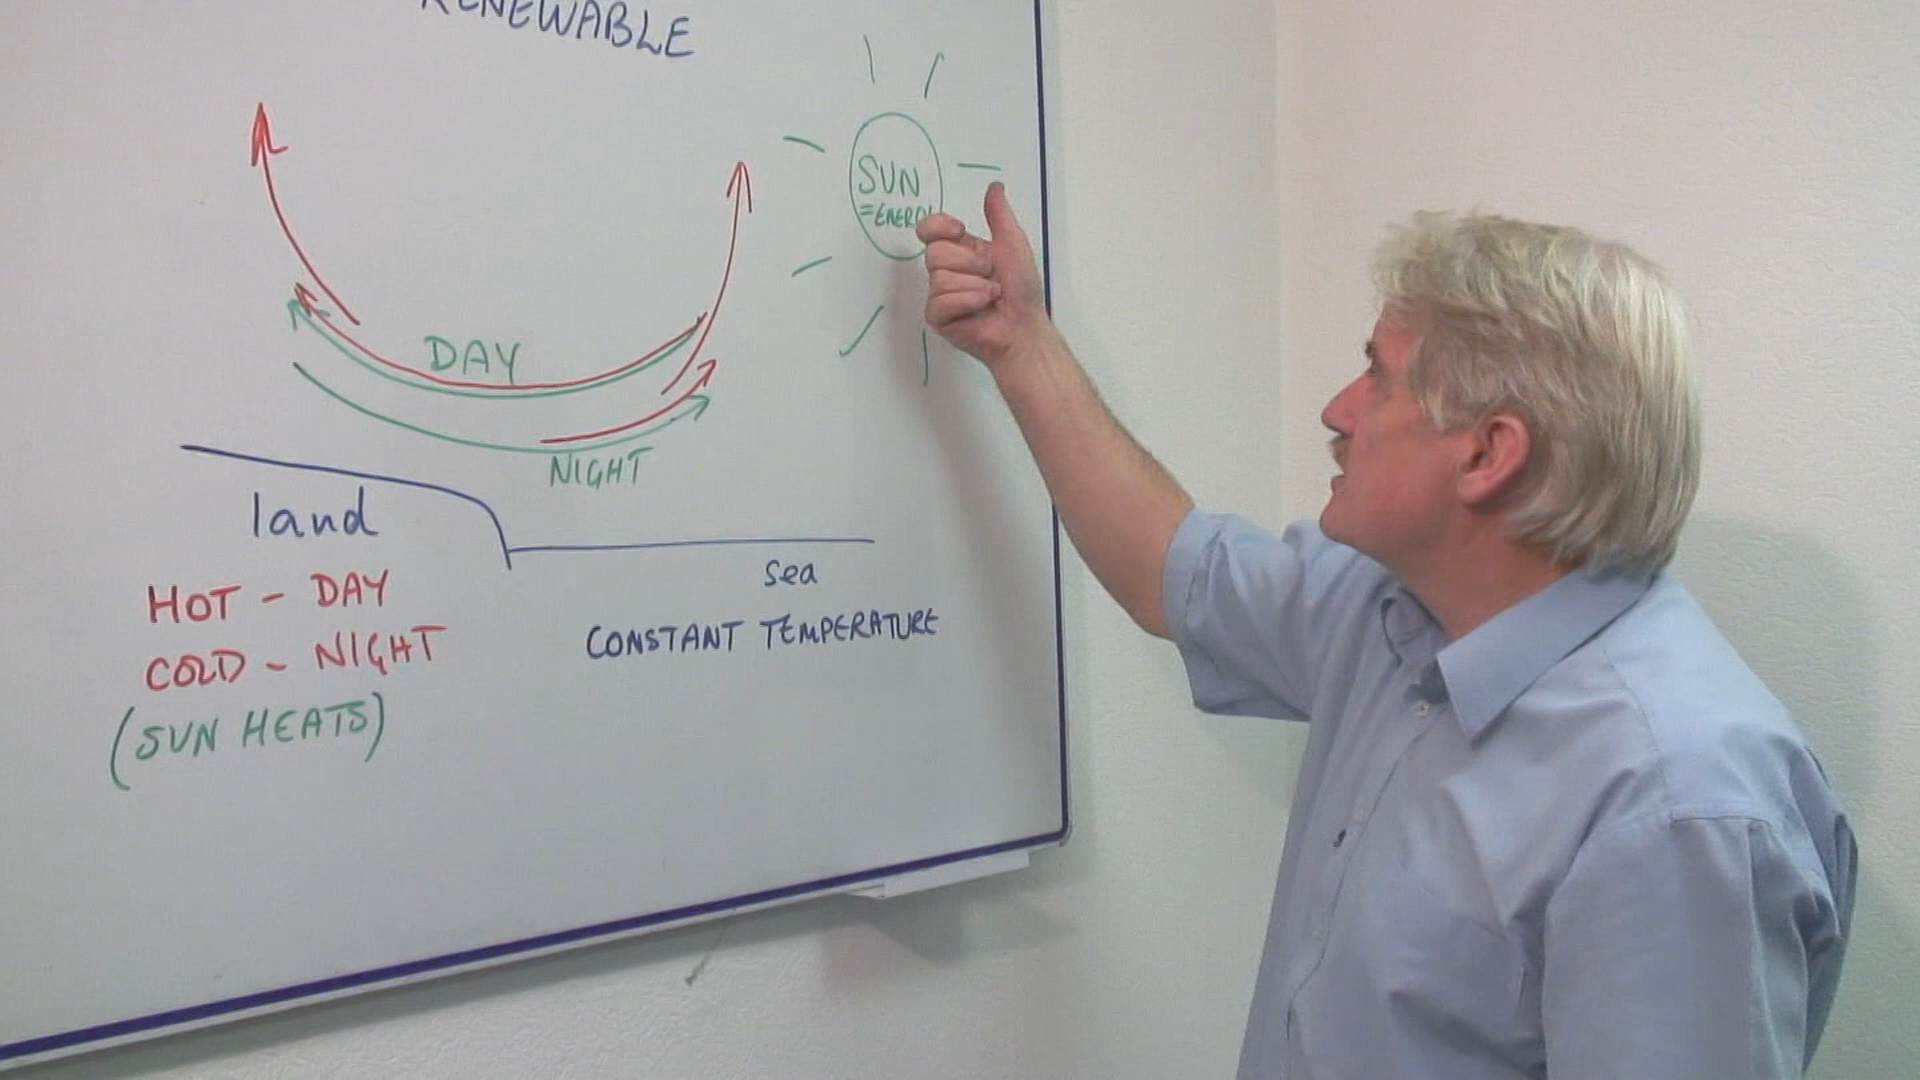 RENEWABLE
SUN
=ENERGY
DAY
NIGHT
land
sea
HOT - DAY
COLD - NIGHT
(SUN HEATS)
CONSTANT TEMPERATURE